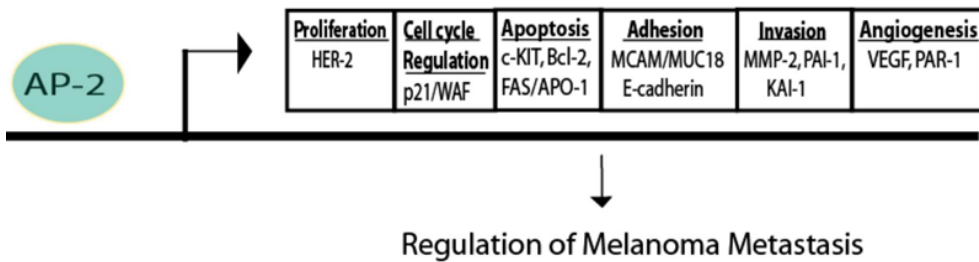 AP-2
Proliferation
HER-2
Cell cycle
Regulation
p21/WAF
Apoptosis
c-KIT, Bcl-2,
FAS/APO-1
Adhesion
MCAM/MUC18
E-cadherin
Invasion
MMP-2, PAI-1,
KAI-1
Angiogenesis
VEGF, PAR-1
Regulation of Melanoma Metastasis